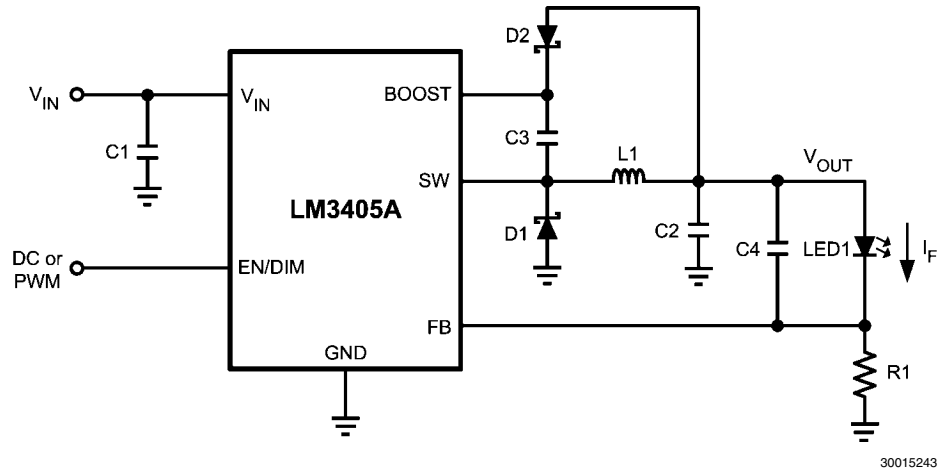 D2
V_IN
V_IN
BOOST
C3
C1
L1
V_OUT
SW
LM3405A
D1
C2
C4
LED1
I_F
DC or
PWM
EN/DIM
FB
GND
R1
30015243